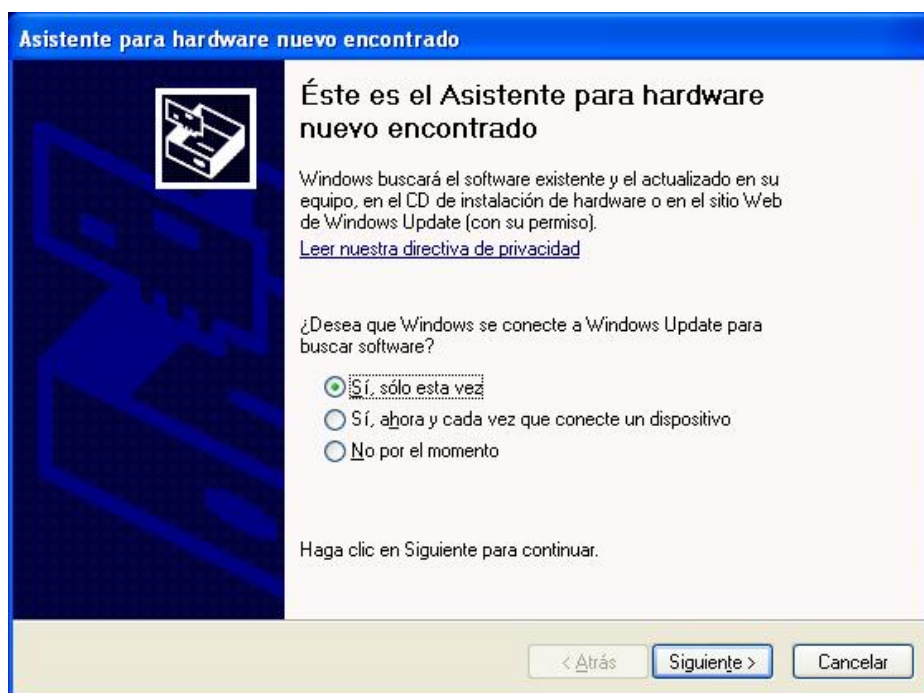 Asistente para hardware nuevo encontrado
Éste es el Asistente para hardware
nuevo encontrado
Windows buscará el software existente y el actualizado en su
equipo, en el CD de instalación de hardware o en el sitio Web
de Windows Update (con su permiso).
Leer nuestra directiva de privacidad
¿Desea que Windows se conecte a Windows Update para
buscar software?
Sí, sólo esta vez
Sí, ahora y cada vez que conecte un dispositivo
No por el momento
Haga clic en Siguiente para continuar.
< Atrás
Siguiente >
Cancelar